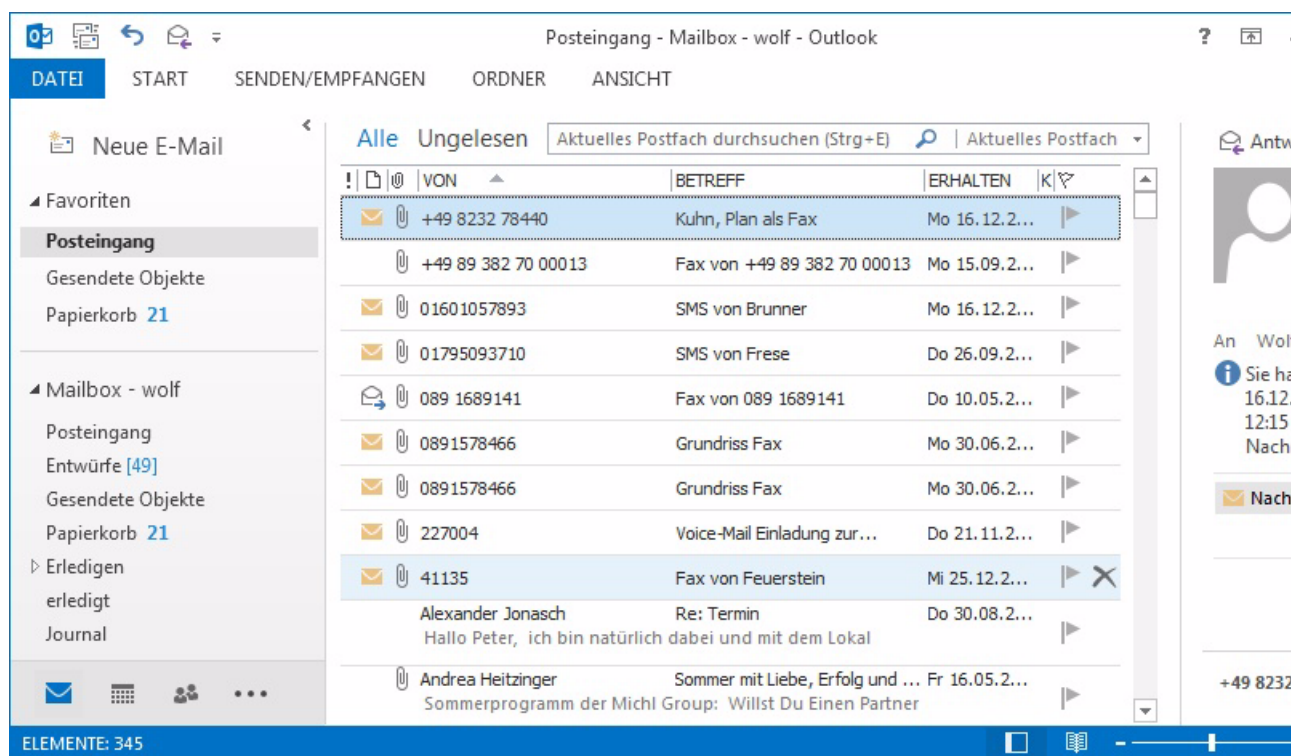 Posteingang - Mailbox - wolf - Outlook
?
DATEI START SENDEN/EMPFANGEN ORDNER ANSICHT
Neue E-Mail
Favoriten
Posteingang
Gesendete Objekte
Papierkorb 21
Mailbox - wolf
Posteingang
Entwürfe [49]
Gesendete Objekte
Papierkorb 21
Erledigen
erledigt
Journal
Alle Ungelesen Aktuelles Postfach durchsuchen (Strg+E) Aktuelles Postfach
! VON BETREFF ERHALTEN K
+49 8232 78440 Kuhn, Plan als Fax Mo 16.12.2...
+49 89 382 70 00013 Fax von +49 89 382 70 00013 Mo 15.09.2...
01601057893 SMS von Brunner Mo 16.12.2...
01795093710 SMS von Frese Do 26.09.2...
089 1689141 Fax von 089 1689141 Do 10.05.2...
0891578466 Grundriss Fax Mo 30.06.2...
0891578466 Grundriss Fax Mo 30.06.2...
227004 Voice-Mail Einladung zur... Do 21.11.2...
41135 Fax von Feuerstein Mi 25.12.2...
Alexander Jonasch Re: Termin Do 30.08.2...
Hallo Peter, ich bin natürlich dabei und mit dem Lokal
Andrea Heitzinger Sommer mit Liebe, Erfolg und ... Fr 16.05.2...
Sommerprogramm der Michl Group: Willst Du Einen Partner
Antw
An Wol
Sie ha
16.12.
12:15
Nach
Nach
+49 8232
ELEMENTE: 345